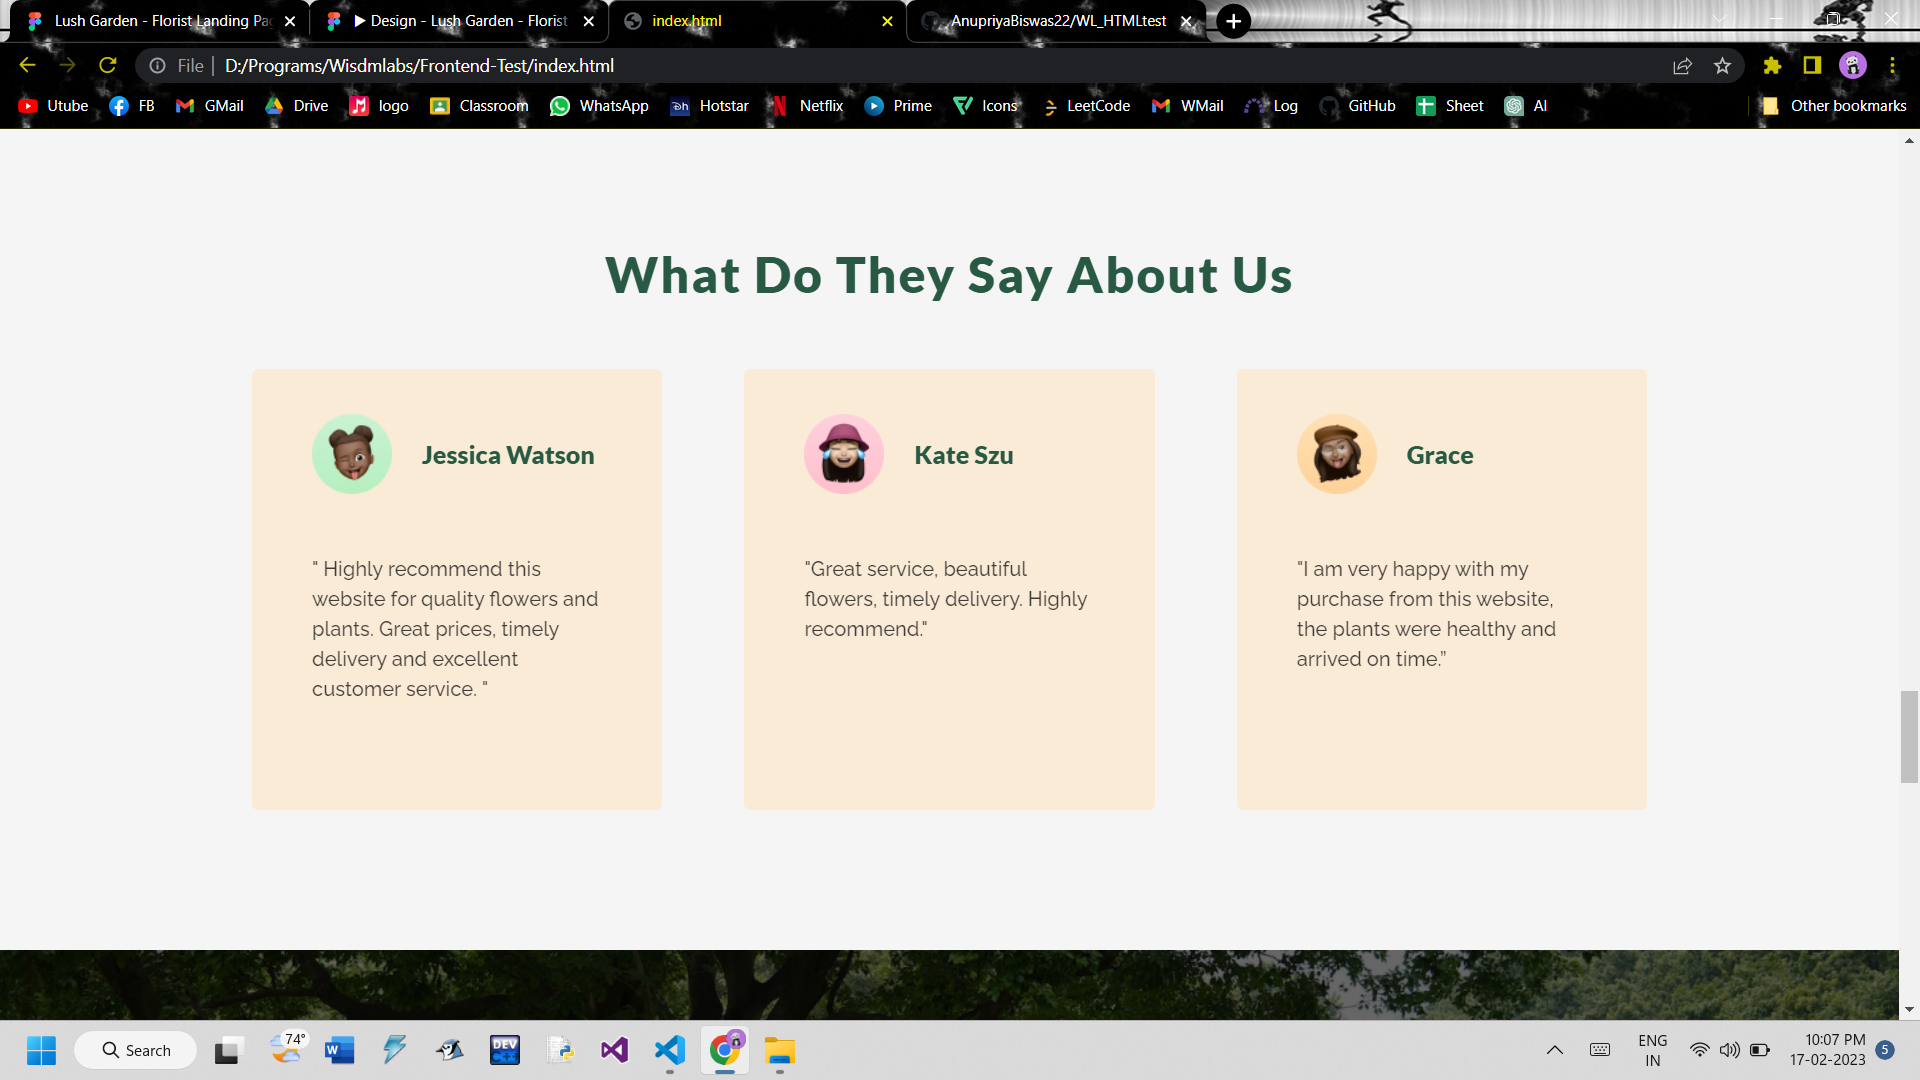 Lush Garden - Florist Landing Pa
▶ Design - Lush Garden - Florist
index.html
AnupriyaBiswas22/WL_HTMLtest
File
D:/Programs/Wisdmlabs/Frontend-Test/index.html
Utube
FB
GMail
Drive
logo
Classroom
WhatsApp
Hotstar
Netflix
Prime
Icons
LeetCode
WMail
Log
GitHub
Sheet
AI
Other bookmarks
What Do They Say About Us
Jessica Watson
" Highly recommend this
website for quality flowers and
plants. Great prices, timely
delivery and excellent
customer service. "
Kate Szu
"Great service, beautiful
flowers, timely delivery. Highly
recommend."
Grace
"I am very happy with my
purchase from this website,
the plants were healthy and
arrived on time.”
Search
74°
W
DEV
C++
ENG
IN
10:07 PM
17-02-2023
5